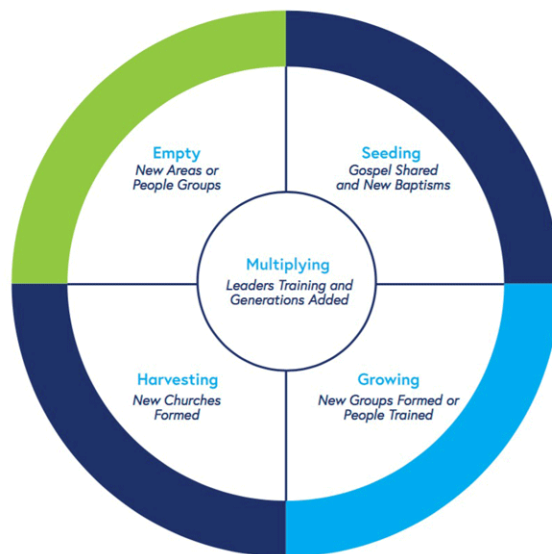 Empty
New Areas or
People Groups
Seeding
Gospel Shared
and New Baptisms
Multiplying
Leaders Training and
Generations Added
Harvesting
New Churches
Formed
Growing
New Groups Formed or
People Trained